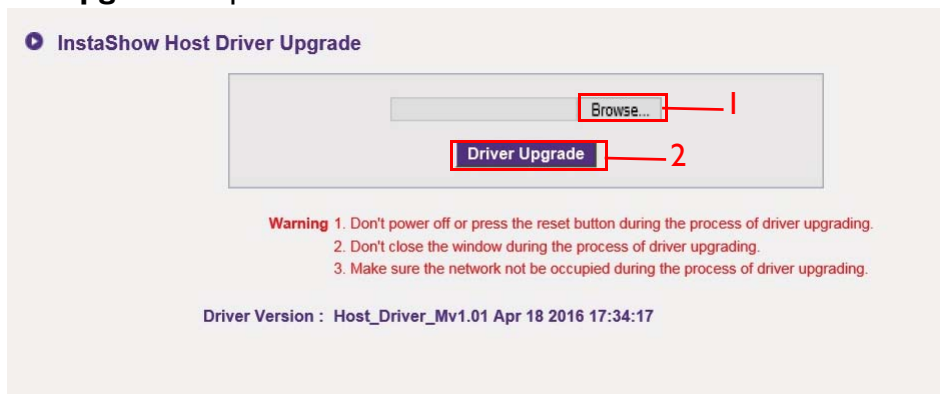 InstaShow Host Driver Upgrade
Browse... 1
Driver Upgrade 2
Warning 1. Don't power off or press the reset button during the process of driver upgrading.
2. Don't close the window during the process of driver upgrading.
3. Make sure the network not be occupied during the process of driver upgrading.
Driver Version : Host_Driver_Mv1.01 Apr 18 2016 17:34:17